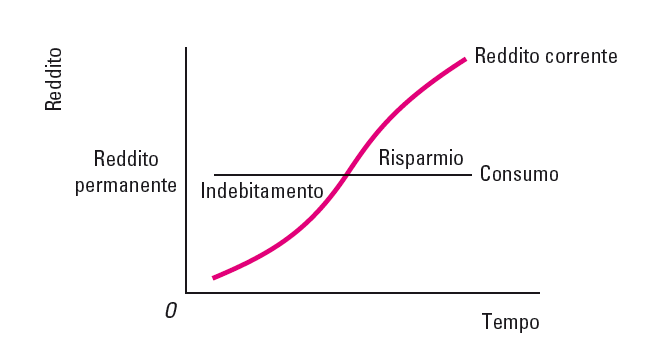 Reddito
Reddito corrente
Reddito
permanente
Risparmio
Consumo
Indebitamento
0
Tempo